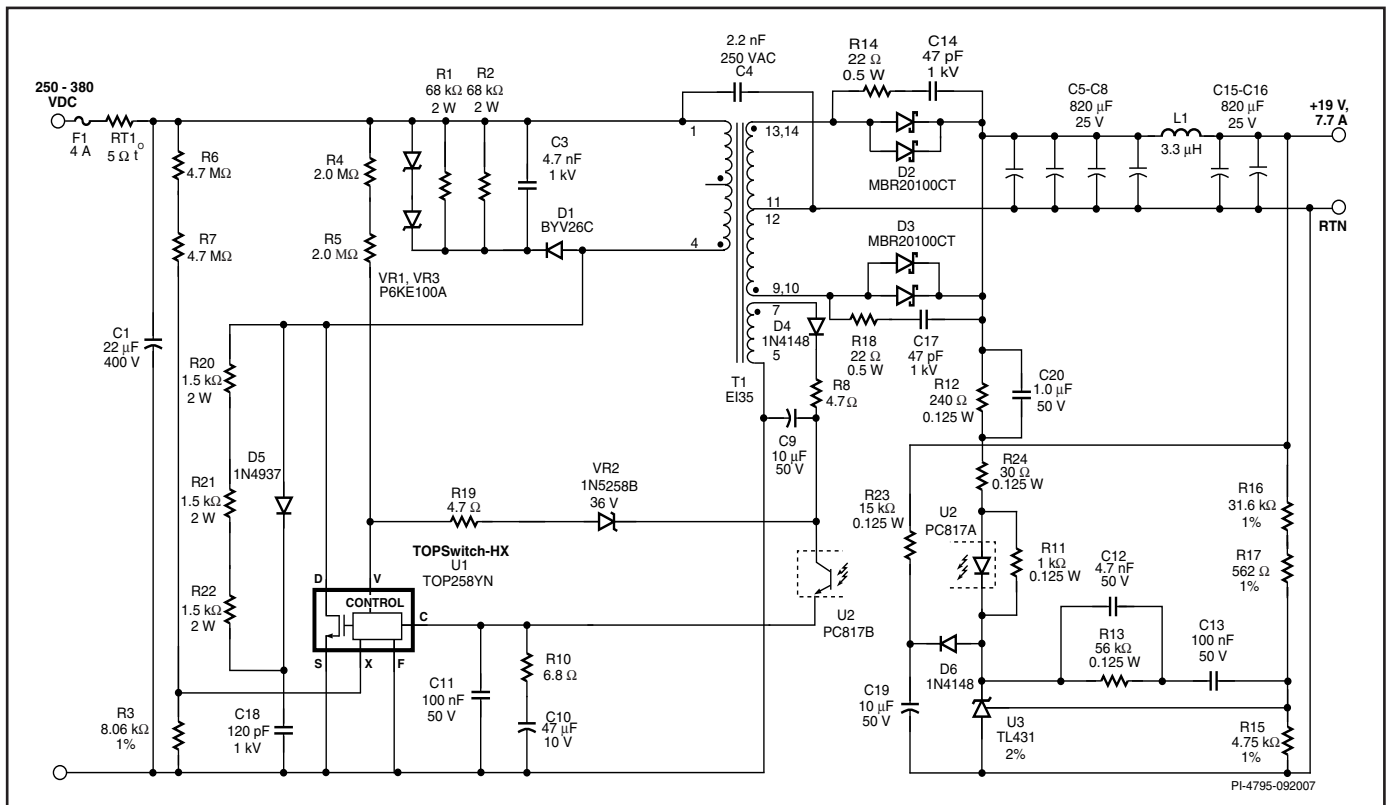 250 - 380
VDC
F1
4 A
RT1
5 Ω
t°
R6
4.7 MΩ
R7
4.7 MΩ
C1
22 μF
400 V
R3
8.06 kΩ
1%
R4
2.0 MΩ
R5
2.0 MΩ
R1
68 kΩ
2 W
R2
68 kΩ
2 W
C3
4.7 nF
1 kV
D1
BYV26C
VR1, VR3
P6KE100A
2.2 nF
250 VAC
C4
1
4
13,14
11
12
9,10
7
5
T1
EI35
R14
22 Ω
0.5 W
C14
47 pF
1 kV
D2
MBR20100CT
D3
MBR20100CT
C5-C8
820 μF
25 V
L1
3.3 μH
C15-C16
820 μF
25 V
+19 V,
7.7 A
RTN
D4
1N4148
R8
4.7 Ω
C9
10 μF
50 V
R18
22 Ω
0.5 W
C17
47 pF
1 kV
R12
240 Ω
0.125 W
C20
1.0 μF
50 V
R20
1.5 kΩ
2 W
D5
1N4937
R21
1.5 kΩ
2 W
R22
1.5 kΩ
2 W
C18
120 pF
1 kV
R19
4.7 Ω
VR2
1N5258B
36 V
TOPSwitch-HX
U1
TOP258YN
D
V
CONTROL
C
S
X
F
U2
PC817B
R10
6.8 Ω
C11
100 nF
50 V
C10
47 μF
10 V
R24
30 Ω
0.125 W
R23
15 kΩ
0.125 W
U2
PC817A
R11
1 kΩ
0.125 W
R16
31.6 kΩ
1%
R17
562 Ω
1%
C12
4.7 nF
50 V
R13
56 kΩ
0.125 W
C13
100 nF
50 V
D6
1N4148
C19
10 μF
50 V
U3
TL431
2%
R15
4.75 kΩ
1%
PI-4795-092007